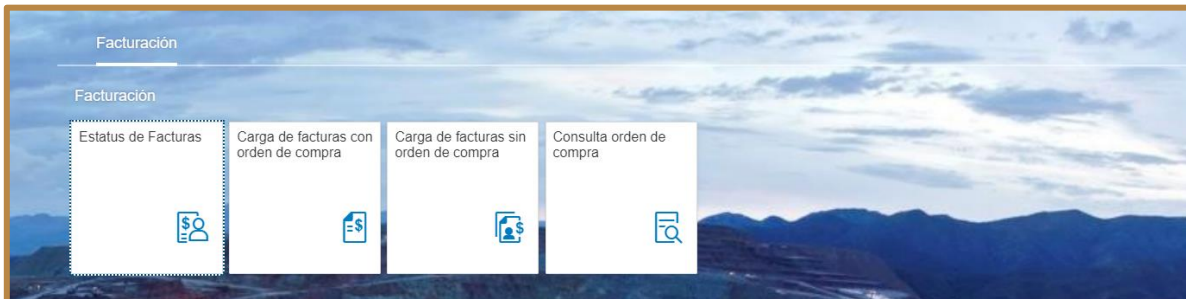 Facturación
Facturación
Estatus de Facturas
Carga de facturas con
orden de compra
Carga de facturas sin
orden de compra
Consulta orden de
compra